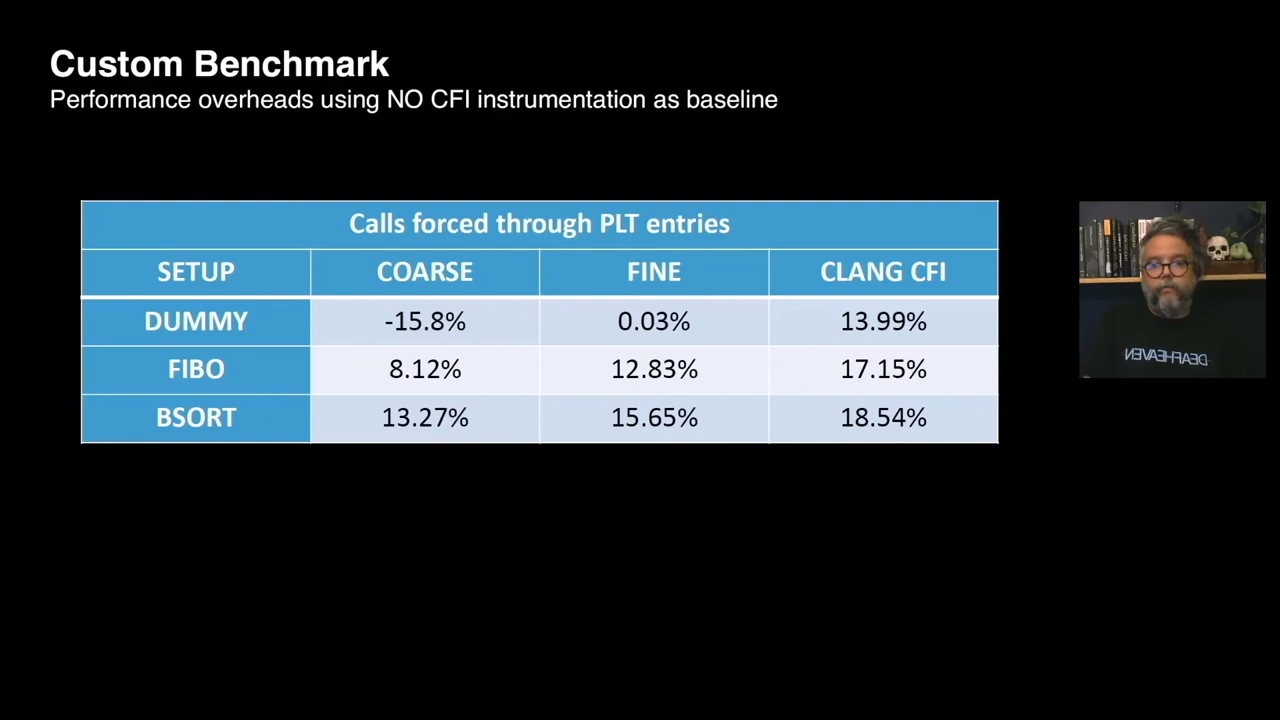 Custom Benchmark
Performance overheads using NO CFI instrumentation as baseline
Calls forced through PLT entries
SETUP COARSE FINE CLANG CFI
DUMMY -15.8% 0.03% 13.99%
FIBO 8.12% 12.83% 17.15%
BSORT 13.27% 15.65% 18.54%
DEAFHEAVEN